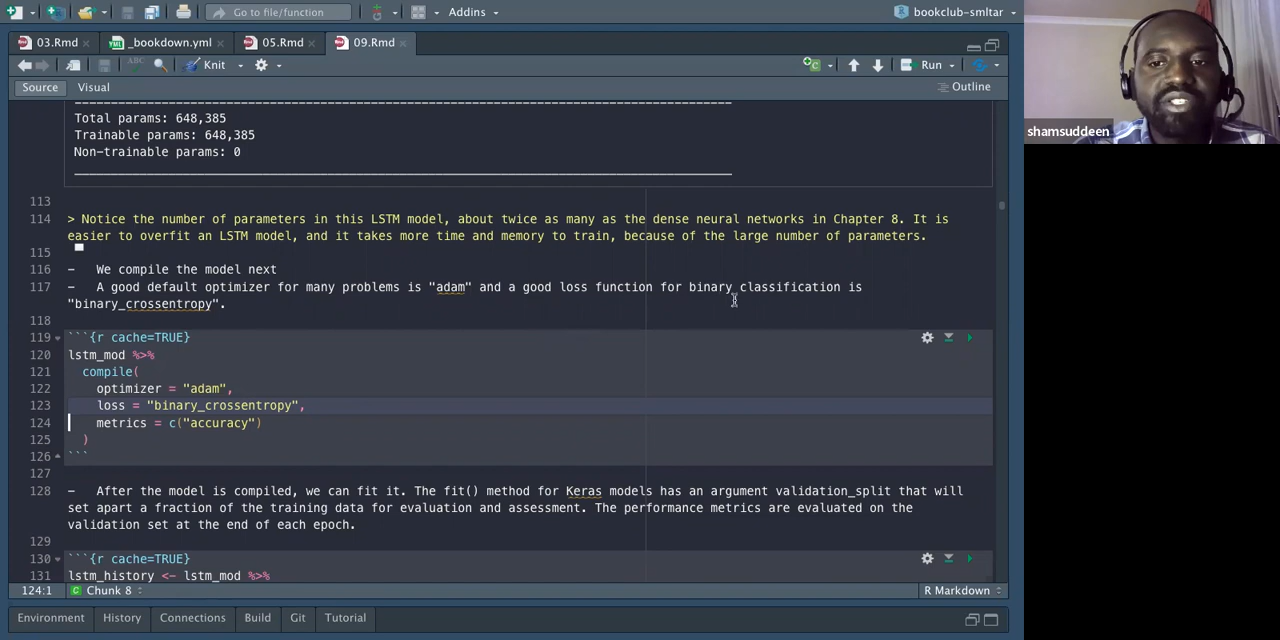 Go to file/function
Addins
bookclub-smltar
03.Rmd
_bookdown.yml
05.Rmd
09.Rmd
ABC
Knit
Run
Source
Visual
Outline
Total params: 648,385
Trainable params: 648,385
Non-trainable params: 0
113
114 > Notice the number of parameters in this LSTM model, about twice as many as the dense neural networks in Chapter 8. It is
easier to overfit an LSTM model, and it takes more time and memory to train, because of the large number of parameters.
115
116 - We compile the model next
117 - A good default optimizer for many problems is "adam" and a good loss function for binary classification is
"binary_crossentropy".
118
119 ```{r cache=TRUE}
120 lstm_mod %>%
121 compile(
122 optimizer = "adam",
123 loss = "binary_crossentropy",
124 metrics = c("accuracy")
125 )
126 ```
127
128 - After the model is compiled, we can fit it. The fit() method for Keras models has an argument validation_split that will
set apart a fraction of the training data for evaluation and assessment. The performance metrics are evaluated on the
validation set at the end of each epoch.
129
130 ```{r cache=TRUE}
131 lstm_history <- lstm_mod %>%
124:1 Chunk 8 R Markdown
Environment History Connections Build Git Tutorial
shamsuddeen